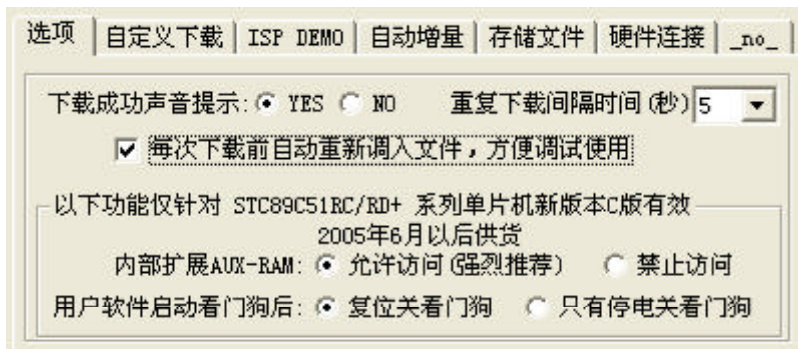 选项 自定义下载 ISP DEMO 自动增量 存储文件 硬件连接 _no_
下载成功声音提示: YES NO 重复下载间隔时间(秒) 5
每次下载前自动重新调入文件，方便调试使用
以下功能仅针对 STC89C51RC/RD+ 系列单片机新版本C版有效
2005年6月以后供货
内部扩展AUX-RAM: 允许访问(强烈推荐) 禁止访问
用户软件启动看门狗后: 复位关看门狗 只有停电关看门狗